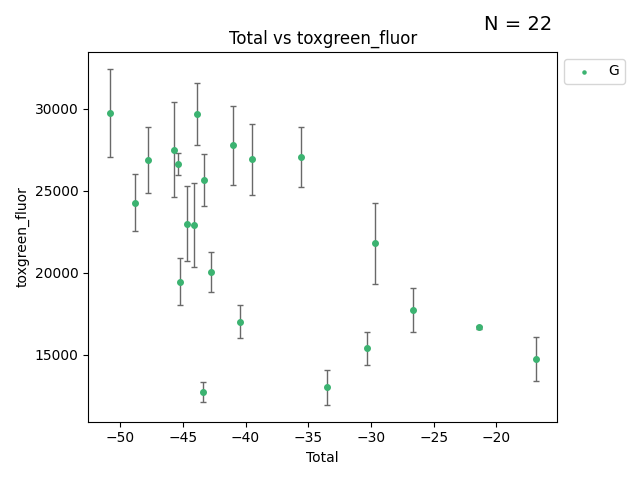 N = 22
Total vs toxgreen_fluor
G
30000
25000
20000
15000
toxgreen_fluor
−50
−45
−40
−35
−30
−25
−20
Total